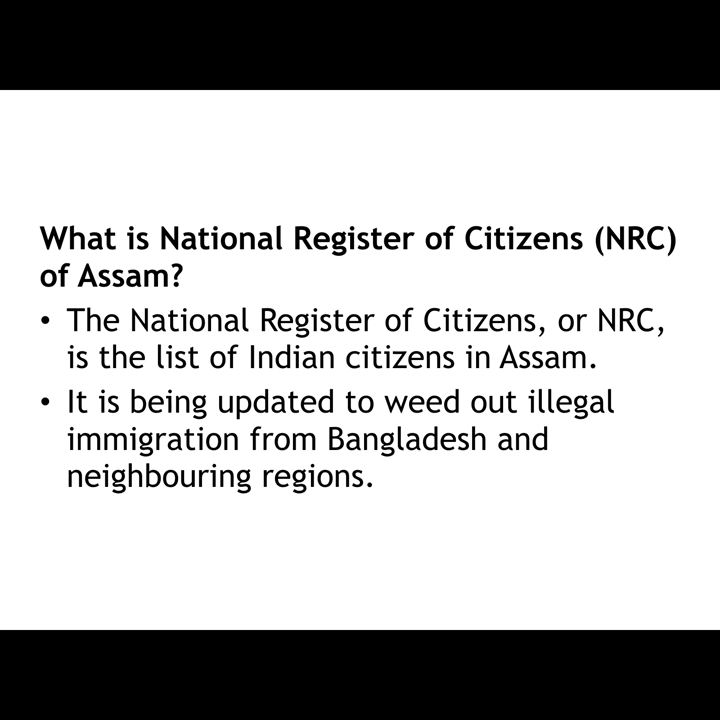 What is National Register of Citizens (NRC)
of Assam?
• The National Register of Citizens, or NRC,
is the list of Indian citizens in Assam.
• It is being updated to weed out illegal
immigration from Bangladesh and
neighbouring regions.